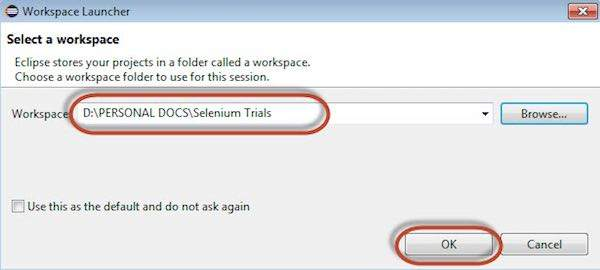 Workspace Launcher
Select a workspace
Eclipse stores your projects in a folder called a workspace.
Choose a workspace folder to use for this session.
Workspace D:\PERSONAL DOCS\Selenium Trials Browse...
Use this as the default and do not ask again
OK Cancel